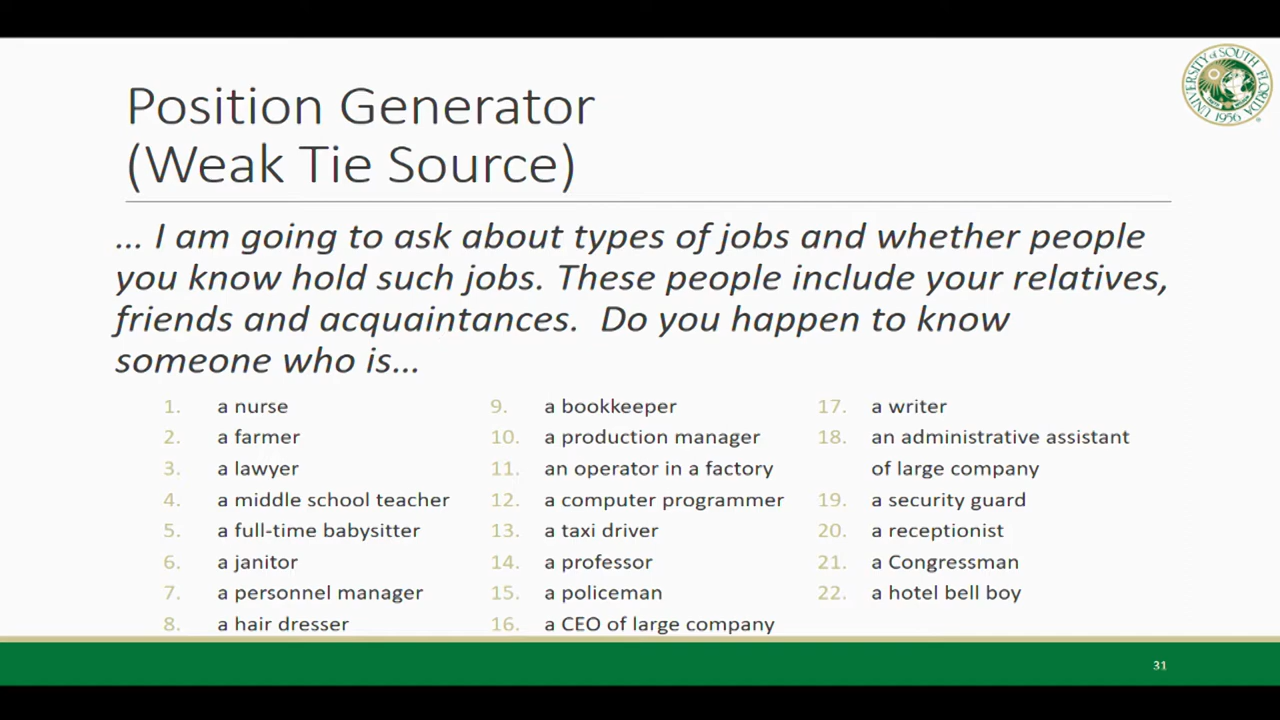 Position Generator
(Weak Tie Source)
… I am going to ask about types of jobs and whether people
you know hold such jobs. These people include your relatives,
friends and acquaintances. Do you happen to know
someone who is…
1. a nurse
2. a farmer
3. a lawyer
4. a middle school teacher
5. a full-time babysitter
6. a janitor
7. a personnel manager
8. a hair dresser
9. a bookkeeper
10. a production manager
11. an operator in a factory
12. a computer programmer
13. a taxi driver
14. a professor
15. a policeman
16. a CEO of large company
17. a writer
18. an administrative assistant
of large company
19. a security guard
20. a receptionist
21. a Congressman
22. a hotel bell boy
31
UNIVERSITY of SOUTH FLORIDA
1956